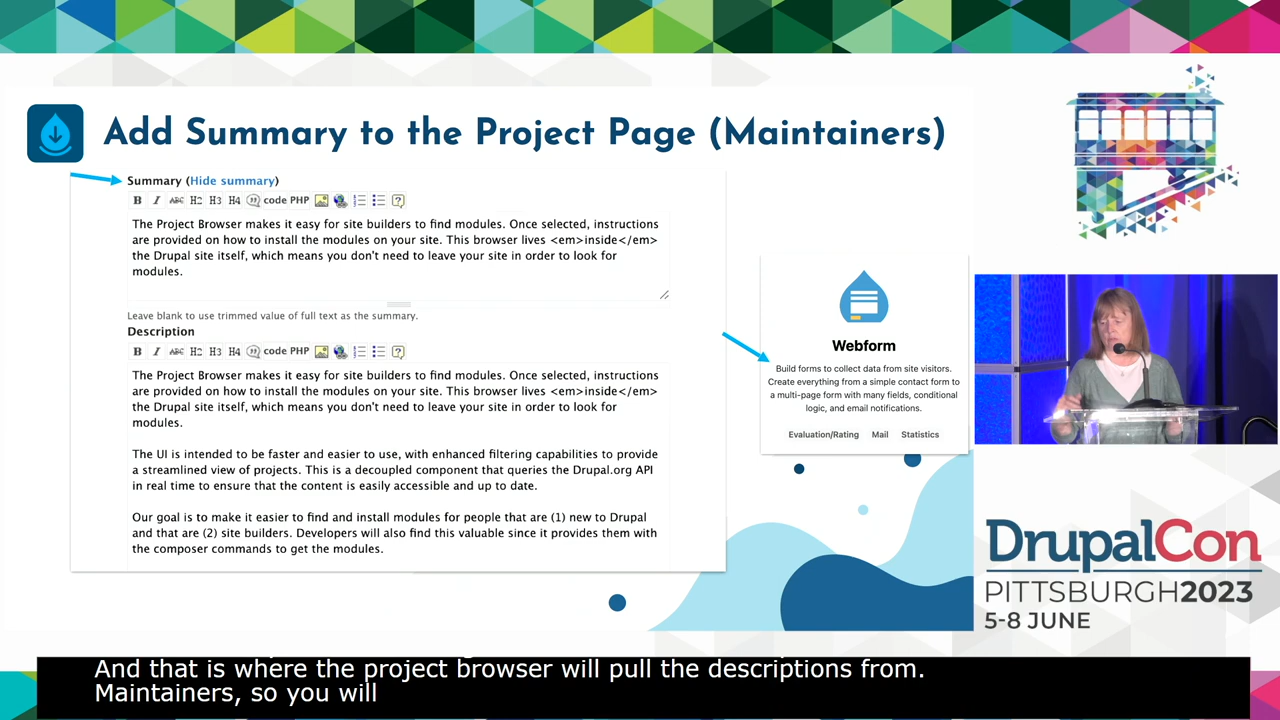 Add Summary to the Project Page (Maintainers)
Summary (Hide summary)
B I ABC H2 H3 H4 code PHP
The Project Browser makes it easy for site builders to find modules. Once selected, instructions
are provided on how to install the modules on your site. This browser lives <em>inside</em>
the Drupal site itself, which means you don't need to leave your site in order to look for
modules.
Leave blank to use trimmed value of full text as the summary.
Description
B I ABC H2 H3 H4 code PHP
The Project Browser makes it easy for site builders to find modules. Once selected, instructions
are provided on how to install the modules on your site. This browser lives <em>inside</em>
the Drupal site itself, which means you don't need to leave your site in order to look for
modules.
The UI is intended to be faster and easier to use, with enhanced filtering capabilities to provide
a streamlined view of projects. This is a decoupled component that queries the Drupal.org API
in real time to ensure that the content is easily accessible and up to date.
Our goal is to make it easier to find and install modules for people that are (1) new to Drupal
and that are (2) site builders. Developers will also find this valuable since it provides them with
the composer commands to get the modules.
Webform
Build forms to collect data from site visitors.
Create everything from a simple contact form to
a multi-page form with many fields, conditional
logic, and email notifications.
Evaluation/Rating Mail Statistics
DrupalCon
PITTSBURGH2023
5-8 JUNE
And that is where the project browser will pull the descriptions from.
Maintainers, so you will